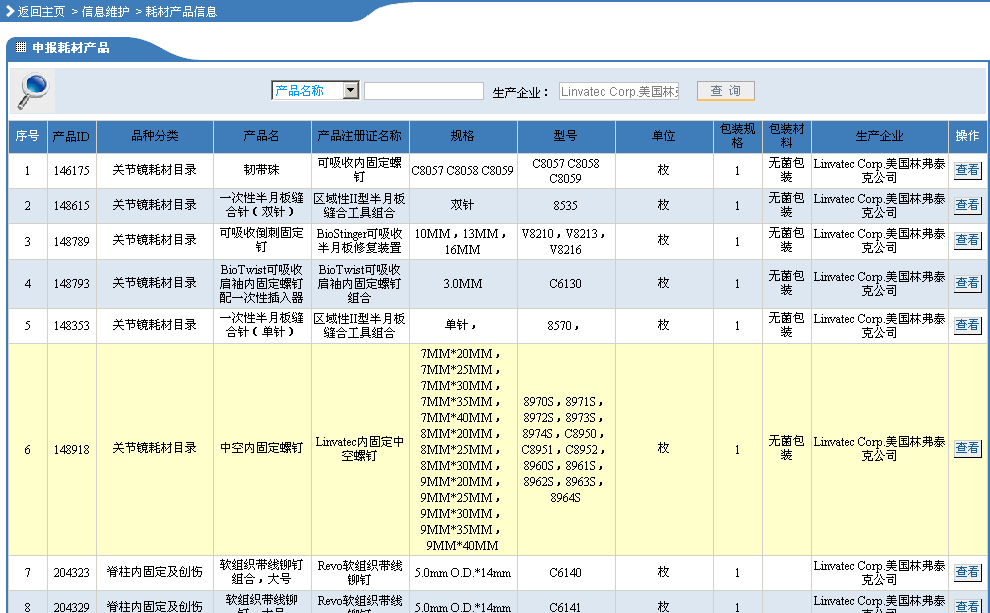 返回主页 > 信息维护 > 耗材产品信息
申报耗材产品
产品名称 生产企业： Linvatec Corp.美国林 查 询
序号 产品ID 品种分类 产品名 产品注册证名称 规格 型号 单位 包装规格 包装材料 生产企业 操作
1 146175 关节镜耗材目录 韧带珠 可吸收内固定螺钉 C8057 C8058 C8059 C8057 C8058 C8059 枚 1 无菌包装 Linvatec Corp.美国林弗泰克公司 查看
2 148615 关节镜耗材目录 一次性半月板缝合针（双针） 区域性II型半月板缝合工具组合 双针 8535 枚 1 无菌包装 Linvatec Corp.美国林弗泰克公司 查看
3 148789 关节镜耗材目录 可吸收倒刺固定钉 BioStinger可吸收半月板修复装置 10MM，13MM，16MM V8210，V8213，V8216 枚 1 无菌包装 Linvatec Corp.美国林弗泰克公司 查看
4 148793 关节镜耗材目录 BioTwist可吸收肩袖内固定螺钉配一次性插入器 BioTwist可吸收肩袖内固定螺钉组合 3.0MM C6130 枚 1 无菌包装 Linvatec Corp.美国林弗泰克公司 查看
5 148353 关节镜耗材目录 一次性半月板缝合针（单针） 区域性II型半月板缝合工具组合 单针， 8570， 枚 1 无菌包装 Linvatec Corp.美国林弗泰克公司 查看
6 148918 关节镜耗材目录 中空内固定螺钉 Linvatec内固定中空螺钉 7MM*20MM，7MM*25MM，7MM*30MM，7MM*35MM，7MM*40MM，8MM*20MM，8MM*25MM，8MM*30MM，9MM*20MM，9MM*25MM，9MM*30MM，9MM*35MM，9MM*40MM 8970S，8971S，8972S，8973S，8974S，C8950，C8951，C8952，8960S，8961S，8962S，8963S，8964S 枚 1 无菌包装 Linvatec Corp.美国林弗泰克公司 查看
7 204323 脊柱内固定及创伤 软组织带线铆钉组合，大号 Revo软组织带线铆钉 5.0mm O.D.*14mm C6140 枚 1 Linvatec Corp.美国林弗泰克公司 查看
8 204329 脊柱内固定及创伤 软组织带线铆钉，大号 Revo软组织带线铆钉 5.0mm O.D.*14mm C6141 枚 1 Linvatec Corp.美国林弗泰克公司 查看